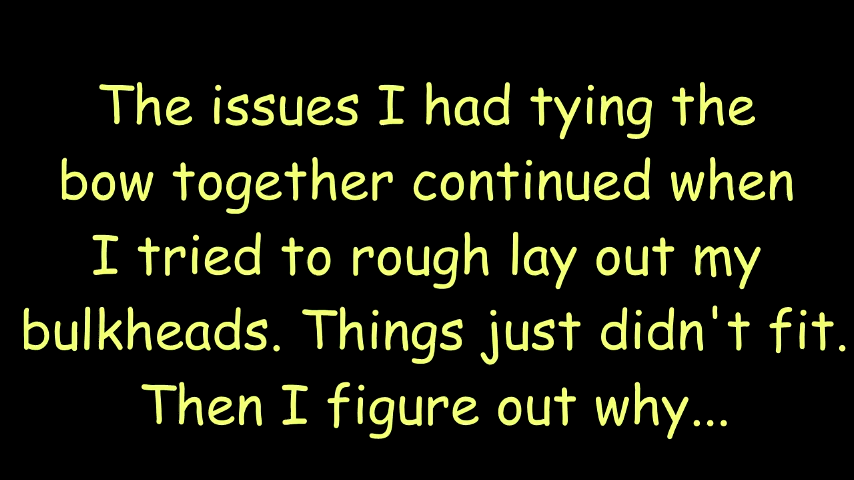 The issues I had tying the
bow together continued when
I tried to rough lay out my
bulkheads. Things just didn't fit.
Then I figure out why...